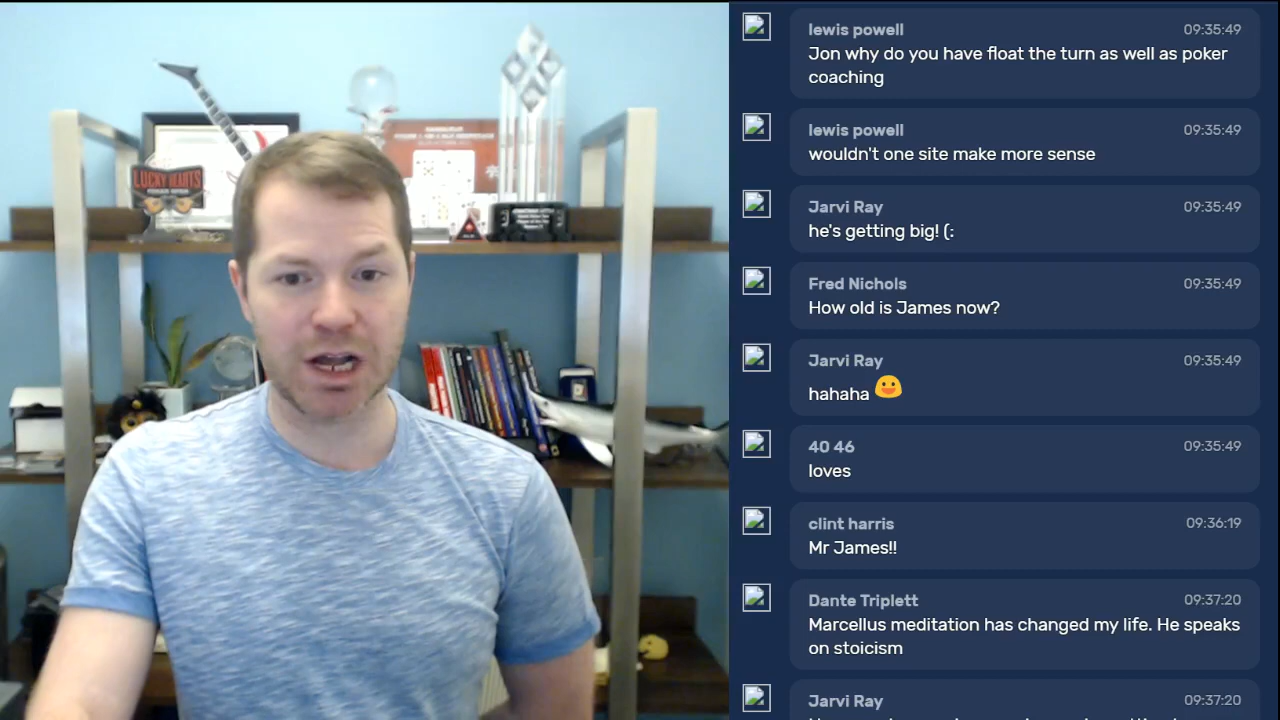 LUCKY HEARTS
lewis powell
09:35:49
Jon why do you have float the turn as well as poker
coaching
lewis powell
09:35:49
wouldn't one site make more sense
Jarvi Ray
09:35:49
he's getting big! (:
Fred Nichols
09:35:49
How old is James now?
Jarvi Ray
09:35:49
hahaha 😃
40 46
09:35:49
loves
clint harris
09:36:19
Mr James!!
Dante Triplett
09:37:20
Marcellus meditation has changed my life. He speaks
on stoicism
Jarvi Ray
09:37:20